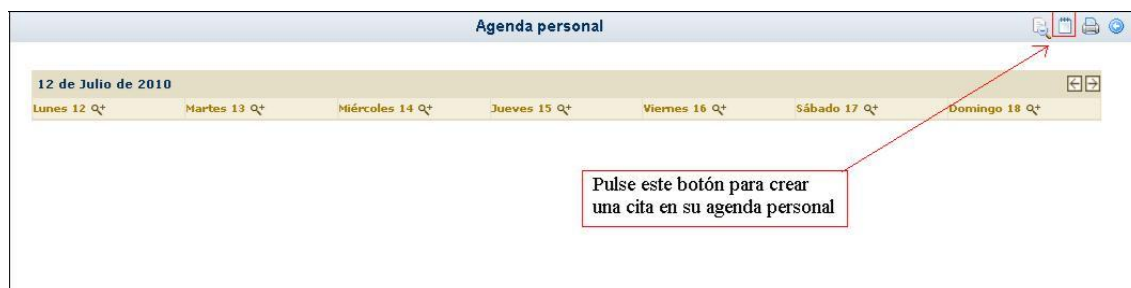 Agenda personal
12 de Julio de 2010
Lunes 12 Martes 13 Miércoles 14 Jueves 15 Viernes 16 Sábado 17 Domingo 18
Pulse este botón para crear
una cita en su agenda personal